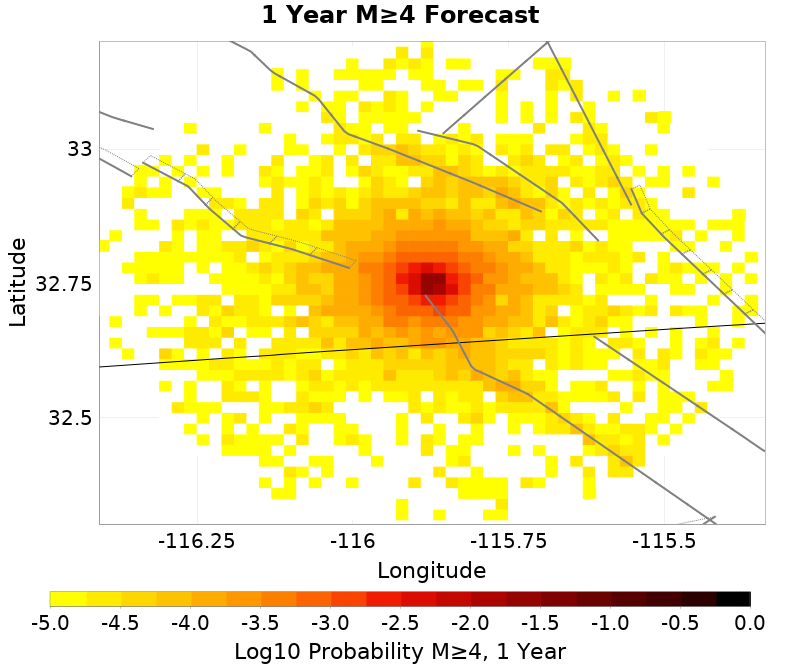 1 Year M≥4 Forecast
Latitude
33
32.75
32.5
-116.25 -116 -115.75 -115.5
Longitude
-5.0 -4.5 -4.0 -3.5 -3.0 -2.5 -2.0 -1.5 -1.0 -0.5 0.0
Log10 Probability M≥4, 1 Year